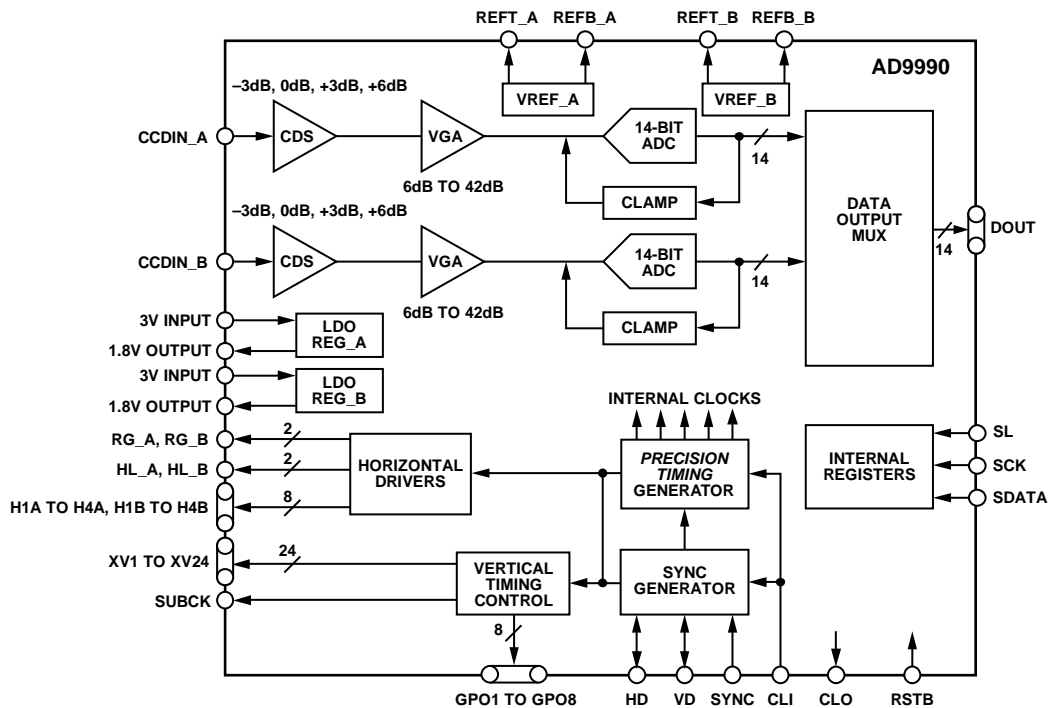 REFT_A REFB_A REFT_B REFB_B
AD9990
–3dB, 0dB, +3dB, +6dB
VREF_A
VREF_B
CCDIN_A
CDS
VGA
14-BIT
ADC
14
6dB TO 42dB
CLAMP
DATA
OUTPUT
MUX
14
DOUT
–3dB, 0dB, +3dB, +6dB
CCDIN_B
CDS
VGA
14-BIT
ADC
14
6dB TO 42dB
CLAMP
3V INPUT
1.8V OUTPUT
LDO
REG_A
3V INPUT
1.8V OUTPUT
LDO
REG_B
INTERNAL CLOCKS
RG_A, RG_B
2
HL_A, HL_B
2
H1A TO H4A, H1B TO H4B
8
HORIZONTAL
DRIVERS
PRECISION
TIMING
GENERATOR
INTERNAL
REGISTERS
SL
SCK
SDATA
XV1 TO XV24
24
SUBCK
VERTICAL
TIMING
CONTROL
SYNC
GENERATOR
8
GPO1 TO GPO8
HD
VD
SYNC
CLI
CLO
RSTB